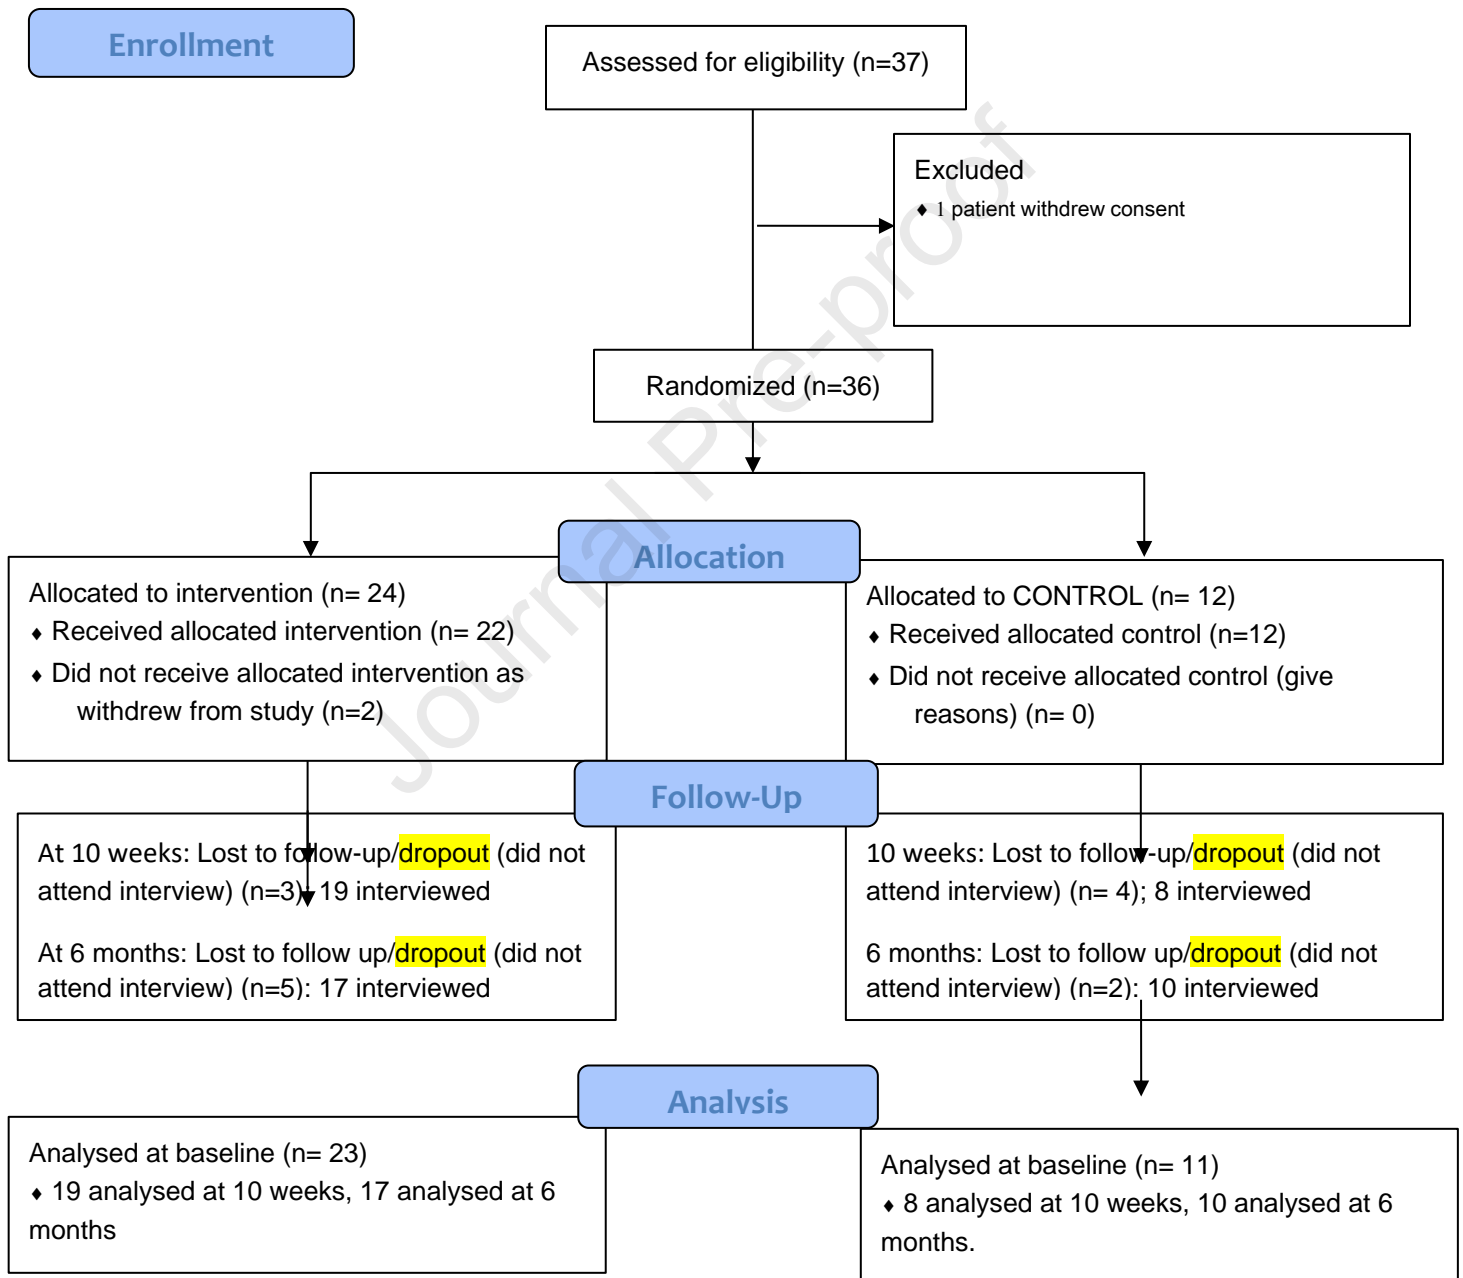 Enrollment
Assessed for eligibility (n=37)
Excluded
♦ 1 patient withdrew consent
Randomized (n=36)
Allocation
Allocated to intervention (n= 24)
♦ Received allocated intervention (n= 22)
♦ Did not receive allocated intervention as
withdrew from study (n=2)
Allocated to CONTROL (n= 12)
♦ Received allocated control (n=12)
♦ Did not receive allocated control (give
reasons) (n= 0)
Follow-Up
At 10 weeks: Lost to follow-up/dropout (did not
attend interview) (n=3); 19 interviewed
At 6 months: Lost to follow up/dropout (did not
attend interview) (n=5): 17 interviewed
10 weeks: Lost to follow-up/dropout (did not
attend interview) (n= 4); 8 interviewed
6 months: Lost to follow up/dropout (did not
attend interview) (n=2): 10 interviewed
Analysis
Analysed at baseline (n= 23)
♦ 19 analysed at 10 weeks, 17 analysed at 6
months
Analysed at baseline (n= 11)
♦ 8 analysed at 10 weeks, 10 analysed at 6
months.
Journal Pre-proof